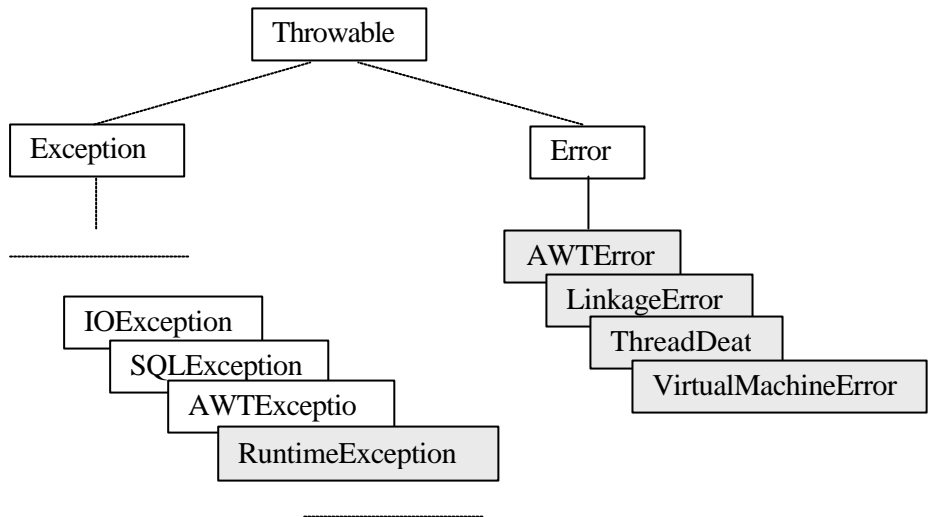 Throwable
Exception
Error
AWTError
LinkageError
ThreadDeat
VirtualMachineError
IOException
SQLException
AWTExceptio
RuntimeException